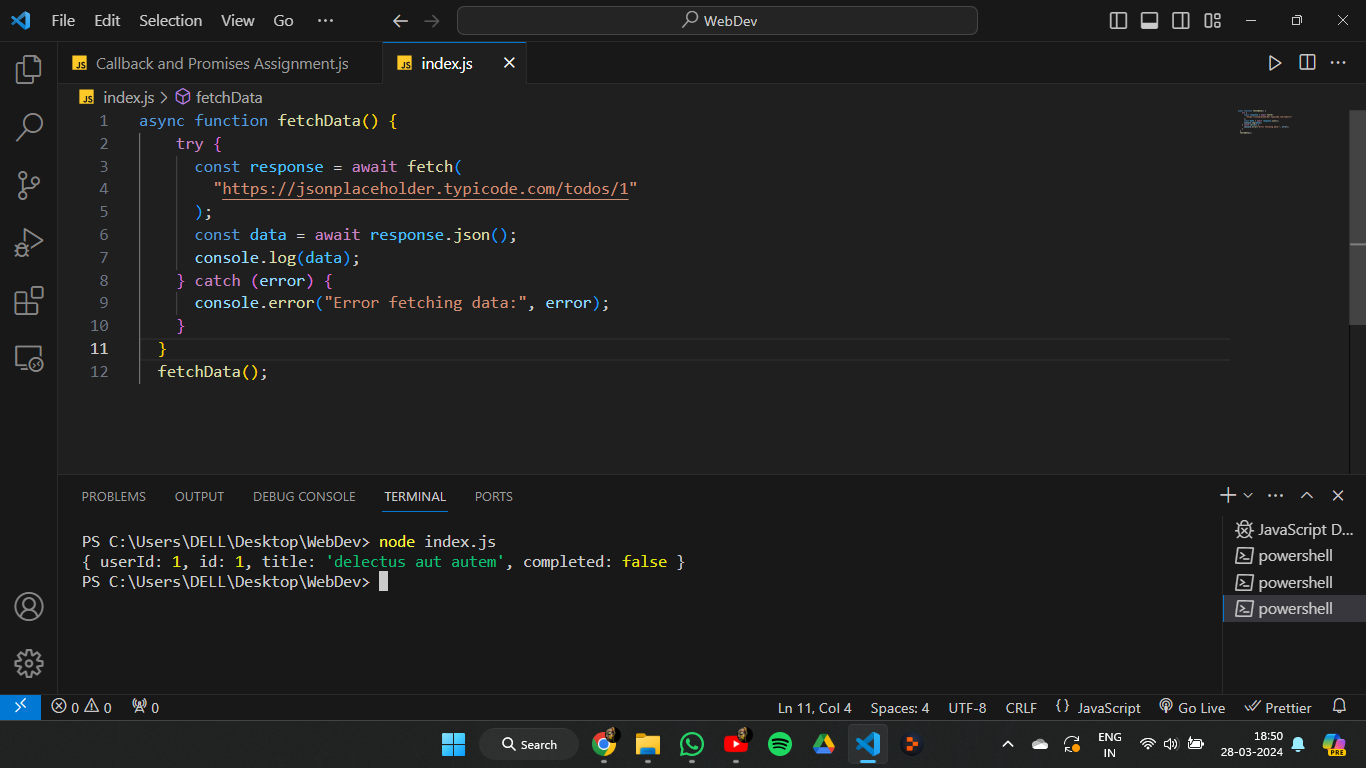 File Edit Selection View Go ··· WebDev
JS Callback and Promises Assignment.js JS index.js
JS index.js > fetchData
1 async function fetchData() {
2 try {
3 const response = await fetch(
4 "https://jsonplaceholder.typicode.com/todos/1"
5 );
6 const data = await response.json();
7 console.log(data);
8 } catch (error) {
9 console.error("Error fetching data:", error);
10 }
11 }
12 fetchData();
PROBLEMS OUTPUT DEBUG CONSOLE TERMINAL PORTS
JavaScript D...
powershell
powershell
powershell
PS C:\Users\DELL\Desktop\WebDev> node index.js
{ userId: 1, id: 1, title: 'delectus aut autem', completed: false }
PS C:\Users\DELL\Desktop\WebDev>
0 0 0 Ln 11, Col 4 Spaces: 4 UTF-8 CRLF {} JavaScript Go Live Prettier
Search ENG 18:50
IN 28-03-2024 PRE